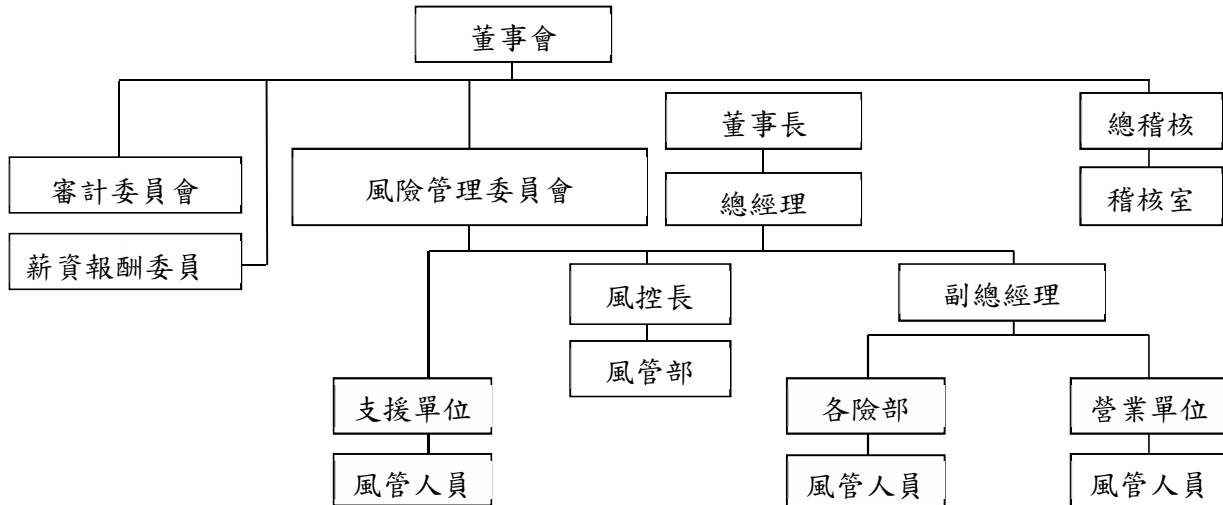 董事會
董事長
總稽核
審計委員會
風險管理委員會
總經理
稽核室
薪資報酬委員
風控長
副總經理
風管部
支援單位
各險部
營業單位
風管人員
風管人員
風管人員